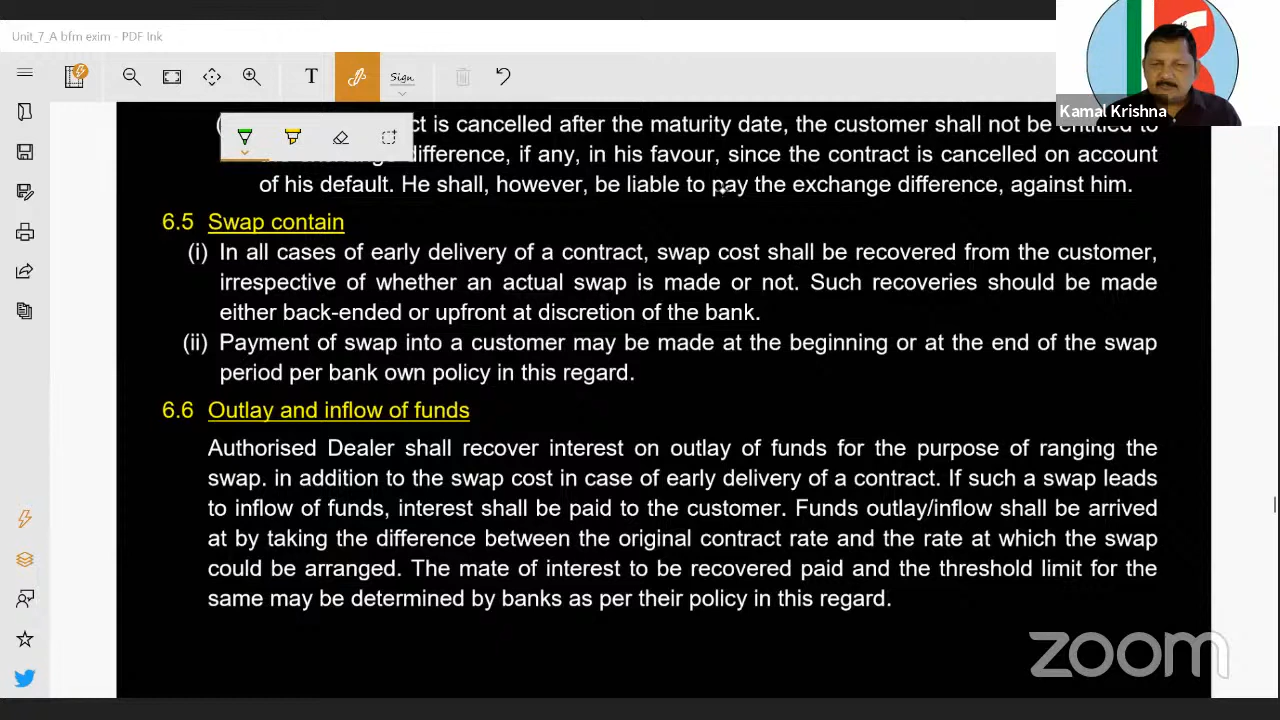 Unit_7_A bfm exim - PDF Ink
T
Sign
Kamal Krishna
ct is cancelled after the maturity date, the customer shall not be entitled to
difference, if any, in his favour, since the contract is cancelled on account
of his default. He shall, however, be liable to pay the exchange difference, against him.
6.5 Swap contain
(i) In all cases of early delivery of a contract, swap cost shall be recovered from the customer,
irrespective of whether an actual swap is made or not. Such recoveries should be made
either back-ended or upfront at discretion of the bank.
(ii) Payment of swap into a customer may be made at the beginning or at the end of the swap
period per bank own policy in this regard.
6.6 Outlay and inflow of funds
Authorised Dealer shall recover interest on outlay of funds for the purpose of ranging the
swap. in addition to the swap cost in case of early delivery of a contract. If such a swap leads
to inflow of funds, interest shall be paid to the customer. Funds outlay/inflow shall be arrived
at by taking the difference between the original contract rate and the rate at which the swap
could be arranged. The mate of interest to be recovered paid and the threshold limit for the
same may be determined by banks as per their policy in this regard.
zoom